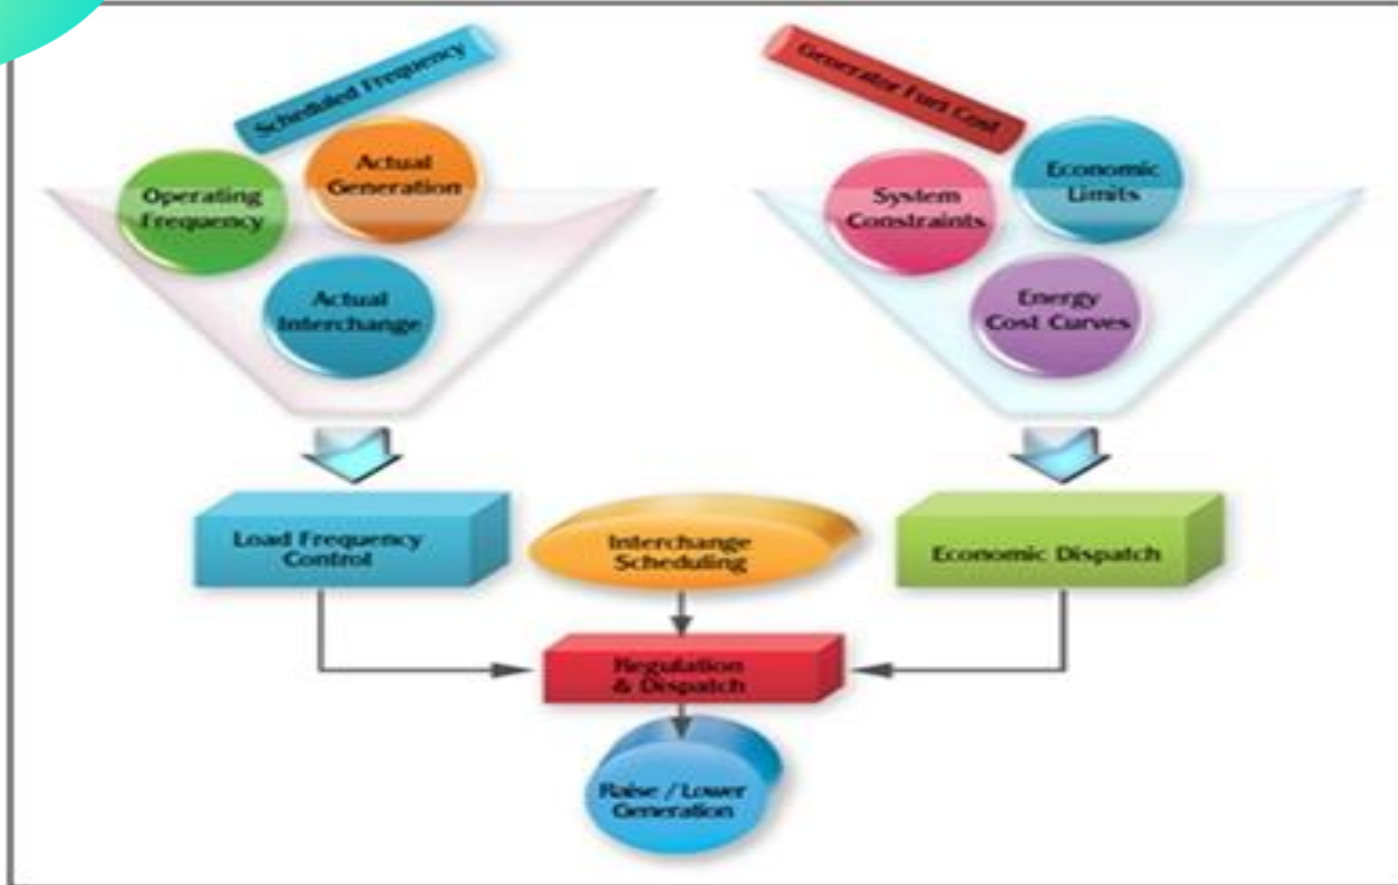 Scheduled Frequency
Generator Fuel Cost
Operating
Frequency
Actual
Generation
Actual
Interchange
System
Constraints
Economic
Limits
Energy
Cost Curves
Load Frequency
Control
Interchange
Scheduling
Economic Dispatch
Regulation
& Dispatch
Raise / Lower
Generation